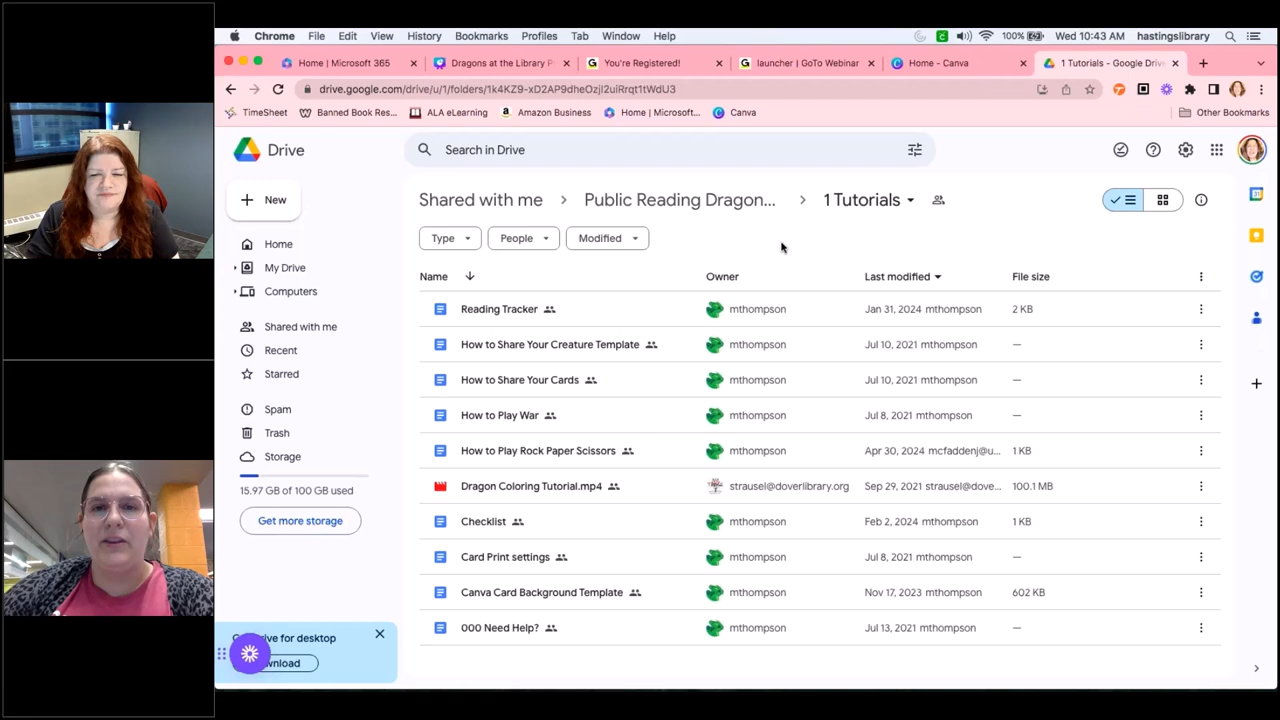 Chrome File Edit View History Bookmarks Profiles Tab Window Help 100% Wed 10:43 AM hastingslibrary
Home | Microsoft 365 Dragons at the Library P You're Registered! launcher | GoTo Webinar Home - Canva 1 Tutorials - Google Driv
drive.google.com/drive/u/1/folders/1k4KZ9-xD2AP9dheOzjI2uiRrqt1tWdU3
TimeSheet Banned Book Res... ALA eLearning Amazon Business Home | Microsoft... Canva Other Bookmarks
Drive Search in Drive
New
Home
My Drive
Computers
Shared with me
Recent
Starred
Spam
Trash
Storage
15.97 GB of 100 GB used
Get more storage
drive for desktop
Shared with me Public Reading Dragon... 1 Tutorials
Type People Modified
Name Owner Last modified File size
Reading Tracker mthompson Jan 31, 2024 mthompson 2 KB
How to Share Your Creature Template mthompson Jul 10, 2021 mthompson —
How to Share Your Cards mthompson Jul 10, 2021 mthompson —
How to Play War mthompson Jul 8, 2021 mthompson —
How to Play Rock Paper Scissors mthompson Apr 30, 2024 mcfaddenj@u... 1 KB
Dragon Coloring Tutorial.mp4 strausel@doverlibrary.org Sep 29, 2021 strausel@dove... 100.1 MB
Checklist mthompson Feb 2, 2024 mthompson 1 KB
Card Print settings mthompson Jul 8, 2021 mthompson —
Canva Card Background Template mthompson Nov 17, 2023 mthompson 602 KB
000 Need Help? mthompson Jul 13, 2021 mthompson —